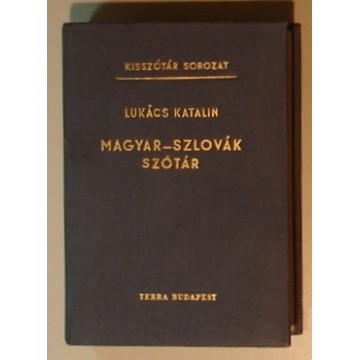 KISSZÓTÁR SOROZAT
LUKÁCS KATALIN
MAGYAR–SZLOVÁK
SZÓTÁR
TERRA BUDAPEST